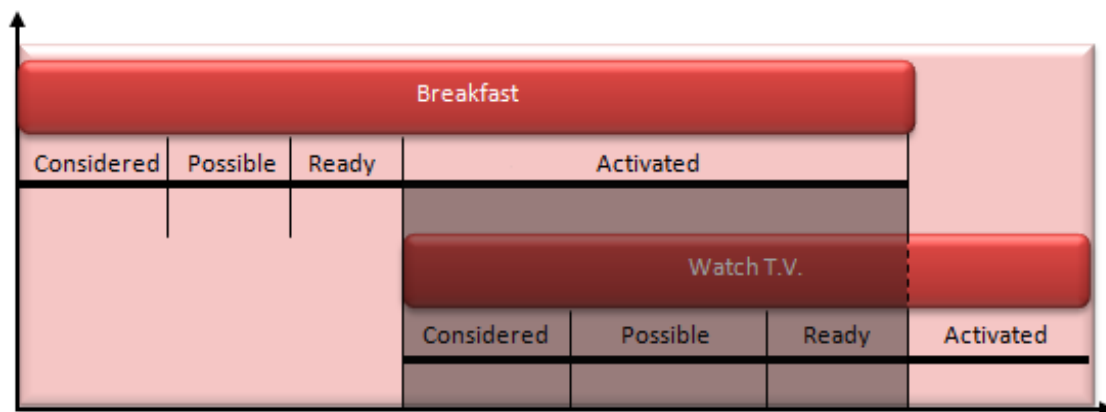 Breakfast
Considered Possible Ready Activated
Watch T.V.
Considered Possible Ready Activated